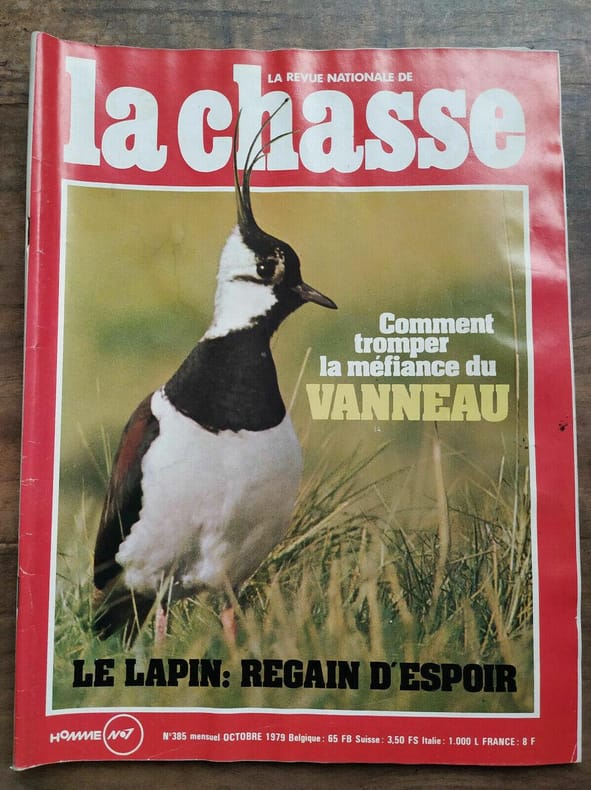 LA REVUE NATIONALE DE
la chasse
Comment
tromper
la méfiance du
VANNEAU
LE LAPIN: REGAIN D'ESPOIR
HOMME N°7
N°385 mensuel OCTOBRE 1979 Belgique : 65 FB Suisse : 3,50 FS Italie : 1.000 L FRANCE : 8 F